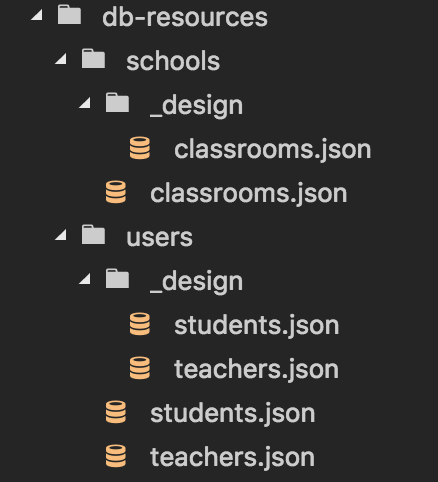 db-resources
schools
_design
classrooms.json
classrooms.json
users
_design
students.json
teachers.json
students.json
teachers.json